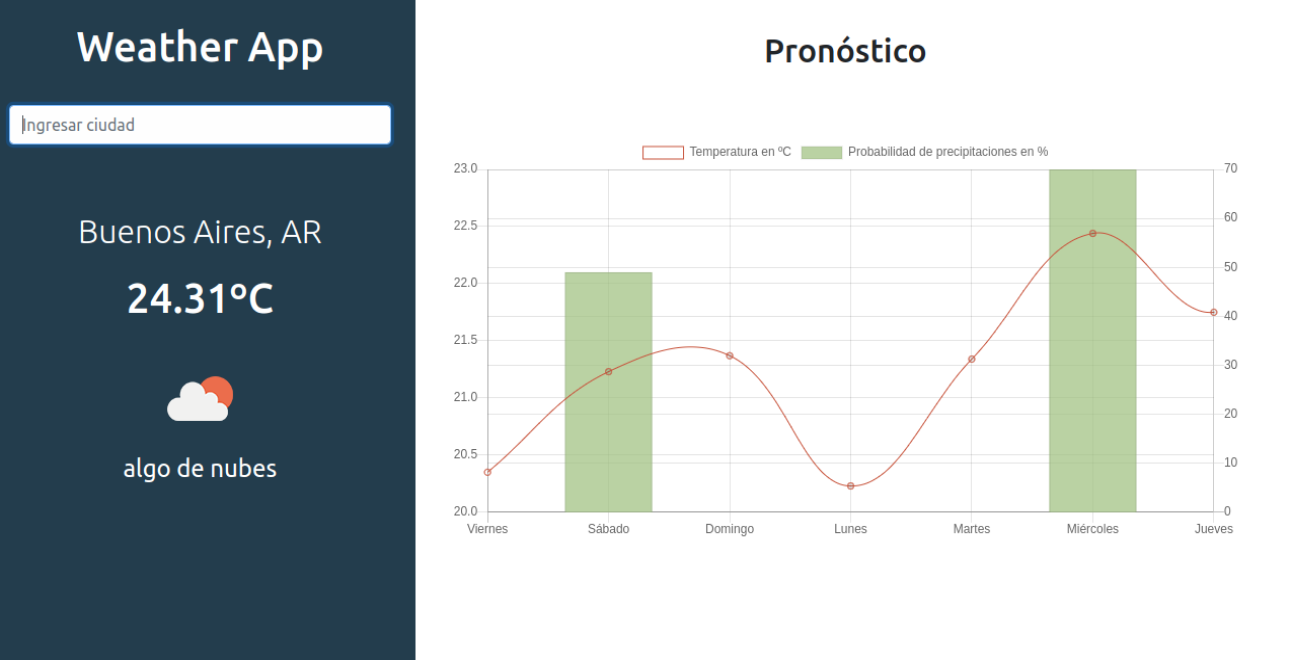 Weather App
Ingresar ciudad
Buenos Aires, AR
24.31ºC
algo de nubes
Pronóstico
Temperatura en ºC Probabilidad de precipitaciones en %
23.0
22.5
22.0
21.5
21.0
20.5
20.0
70
60
50
40
30
20
10
0
Viernes Sábado Domingo Lunes Martes Miércoles Jueves